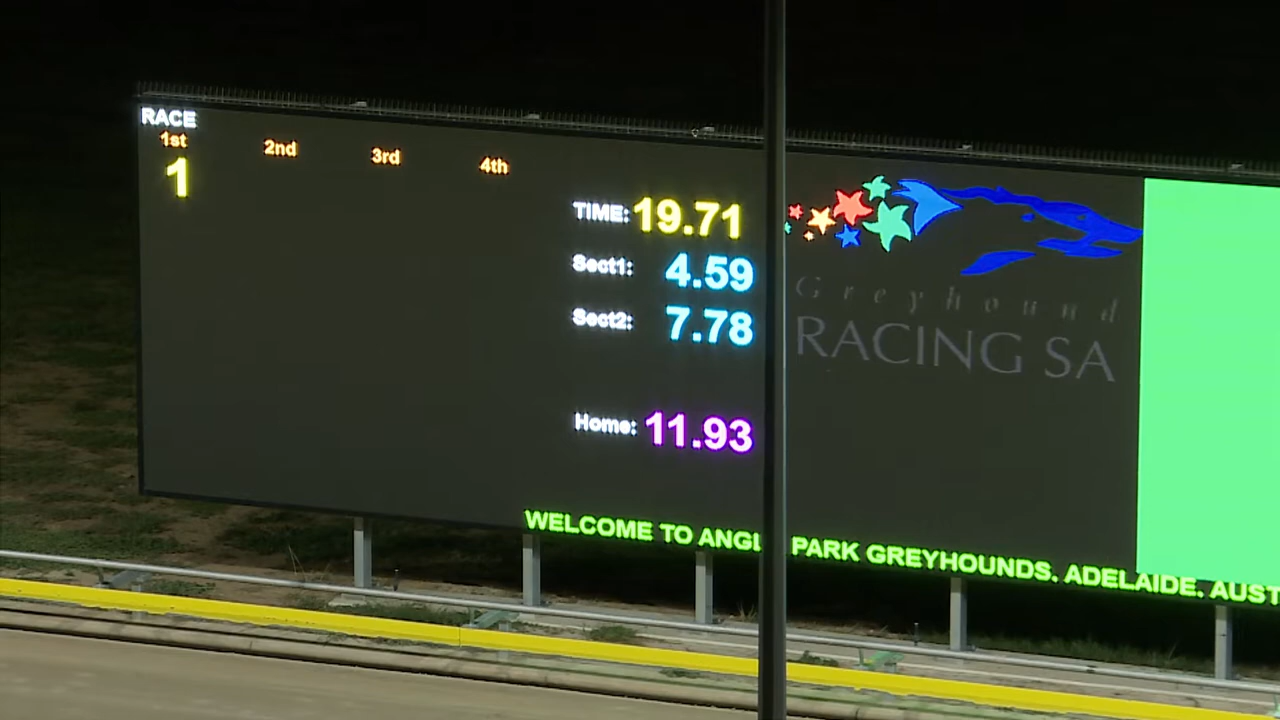 RACE
1st 2nd 3rd 4th
1
TIME: 19.71
Sect1: 4.59
Sect2: 7.78
Home: 11.93
Greyhound
RACING SA
WELCOME TO ANGL PARK GREYHOUNDS. ADELAIDE. AUST